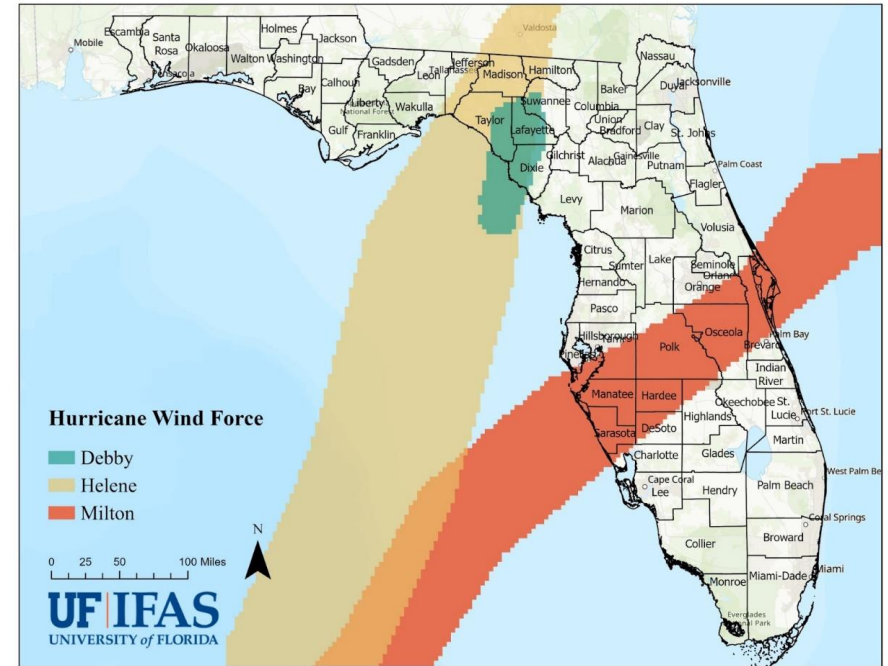 Valdosta
Mobile
Escambia
Santa
Rosa
Okaloosa
Holmes
Jackson
Walton
Washington
Pensacola
Bay
Calhoun
Gadsden
Leon
Tallahassee
Jefferson
Madison
Hamilton
Liberty
National Forest
Wakulla
Gulf
Franklin
Taylor
Suwannee
Lafayette
Columbia
Baker
Nassau
Duval
Jacksonville
Union
Bradford
Clay
St. Johns
Dixie
Gilchrist
Alachua
Gainesville
Putnam
Palm Coast
Flagler
Levy
Marion
Volusia
Citrus
Sumter
Lake
Seminole
Orange
Hernando
Pasco
Hillsborough
Polk
Osceola
Brevard
Palm Bay
Indian
River
Manatee
Hardee
Okeechobee
St.
Lucie
Port St. Lucie
Highlands
Sarasota
DeSoto
Martin
Charlotte
Glades
Cape Coral
Lee
Hendry
Palm Beach
West Palm Be
Coral Springs
Collier
Broward
Monroe
Miami-Dade
Miami
Everglades
National Park
Hurricane Wind Force
Debby
Helene
Milton
N
0 25 50 100 Miles
UF|IFAS
UNIVERSITY of FLORIDA